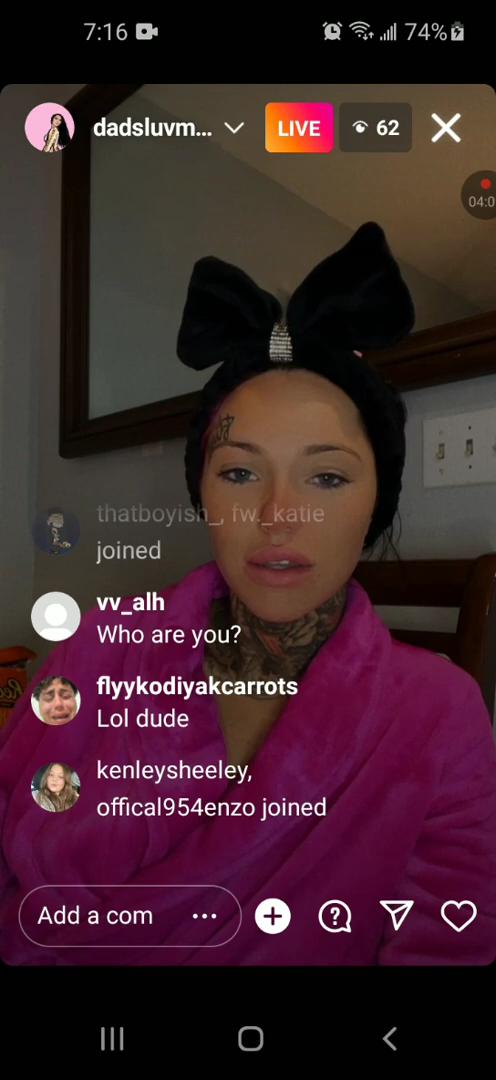 7:16
74%
dadsluvm...
LIVE
62
04:0
thatboyish_, fw._katie
joined
vv_alh
Who are you?
flyykodiyakcarrots
Lol dude
kenleysheeley,
offical954enzo joined
Add a com